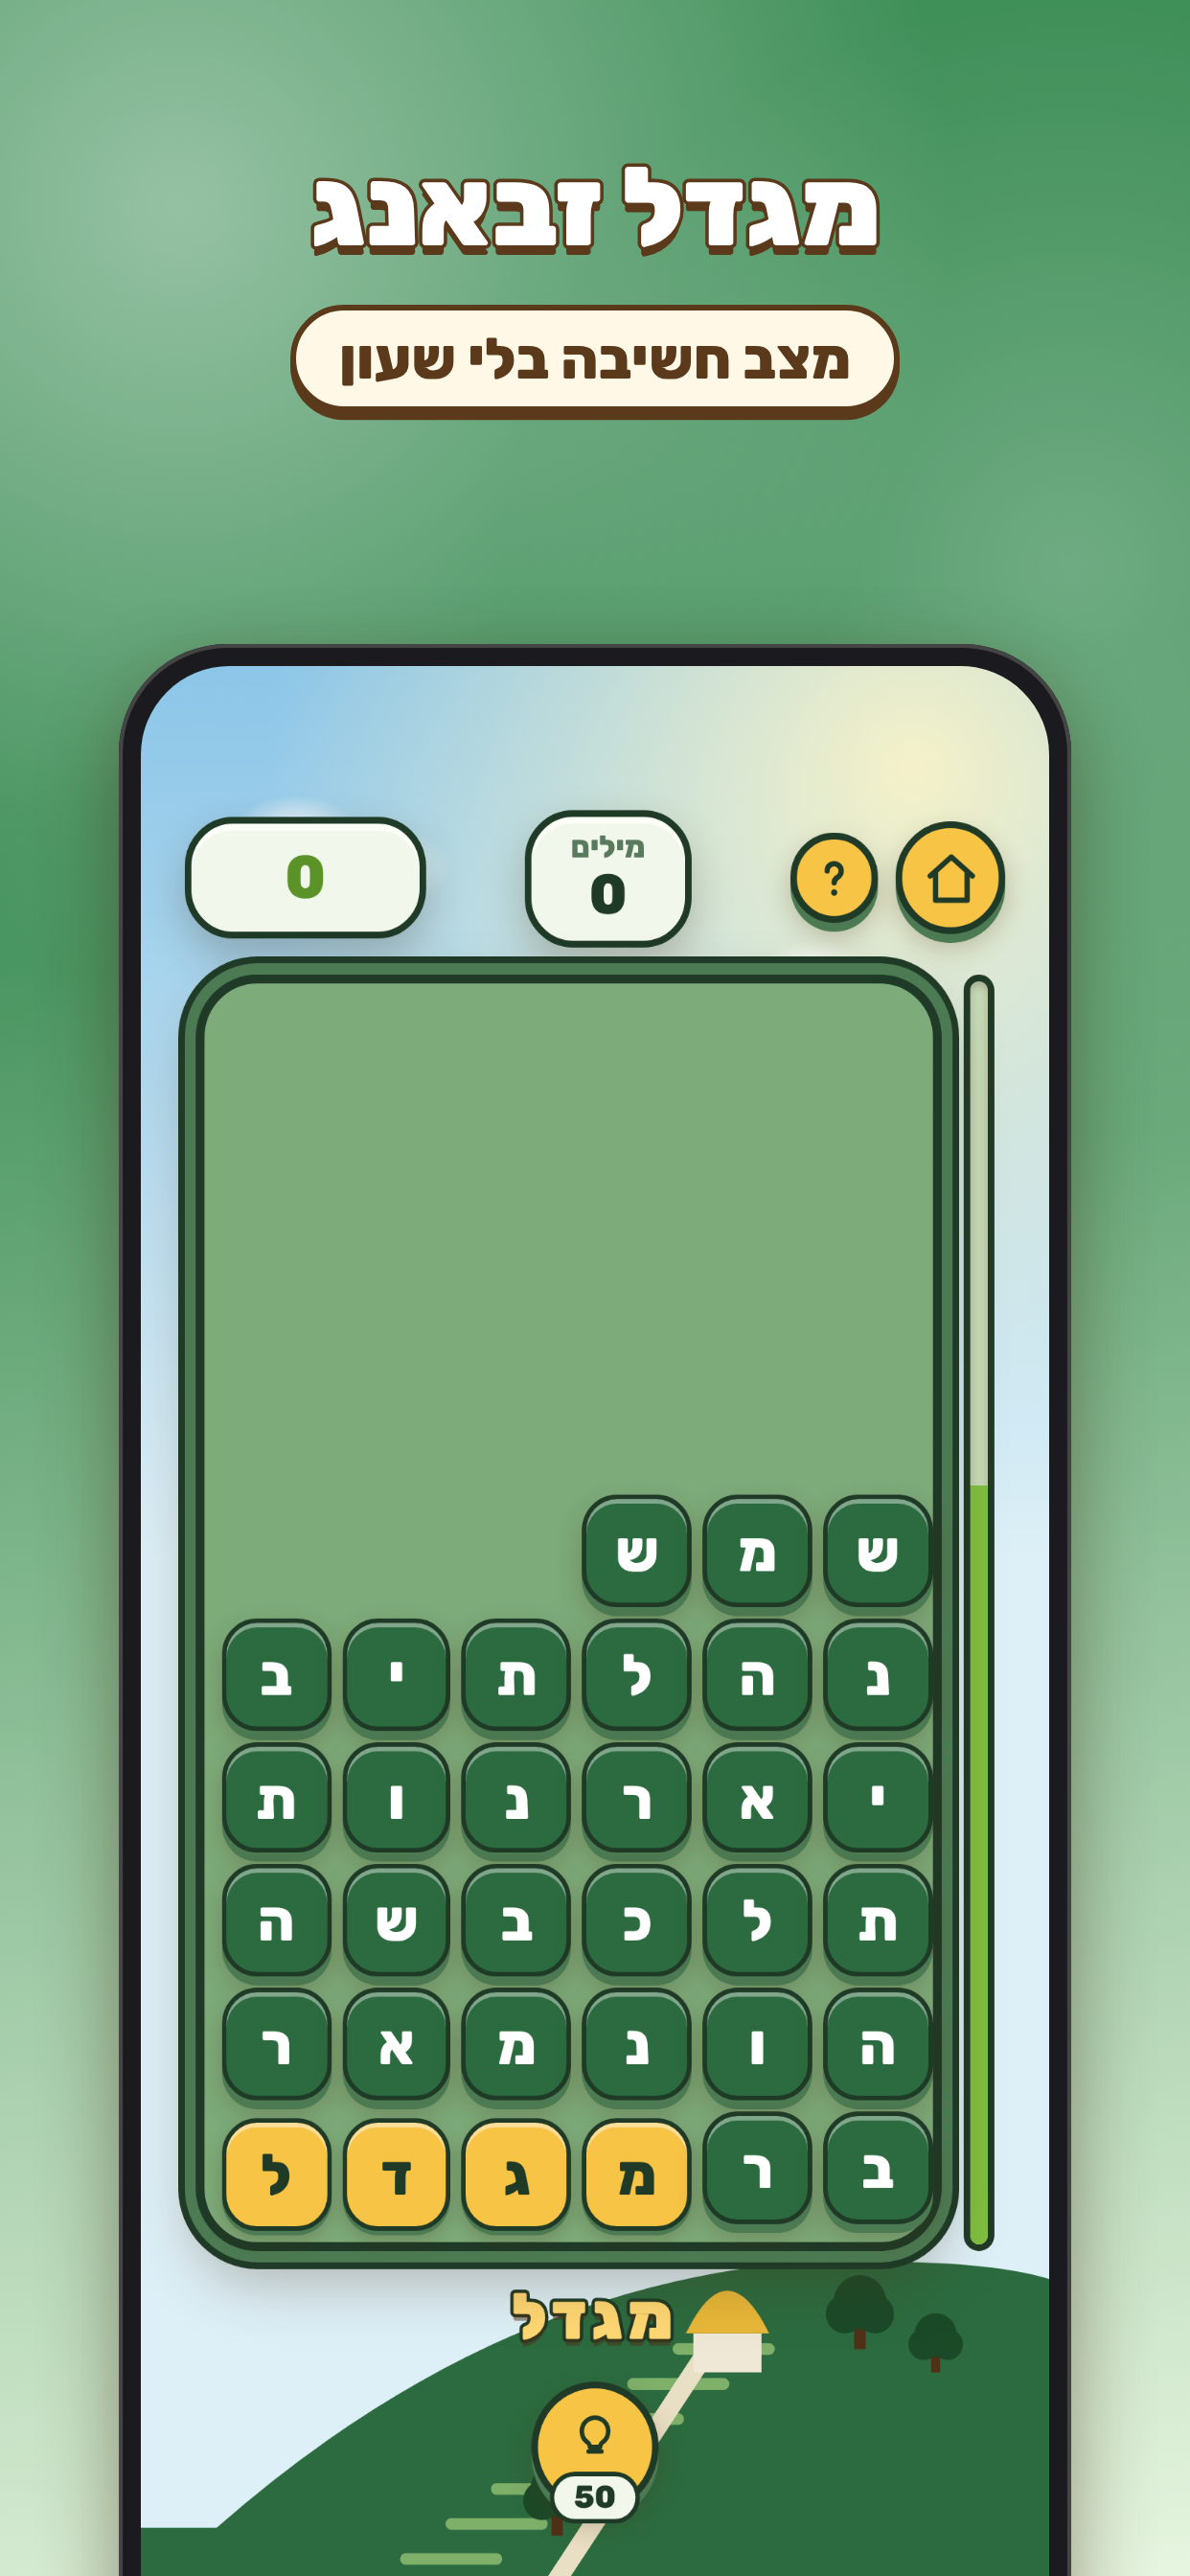 מגדל זבאנג
מצב חשיבה בלי שעון
?
מילים
0
0
ש מ ש
נ ה ל ת י ב
י א ר נ ו ת
ת ל כ ב ש ה
ה ו נ מ א ר
ב ר מ ג ד ל
מגדל
50